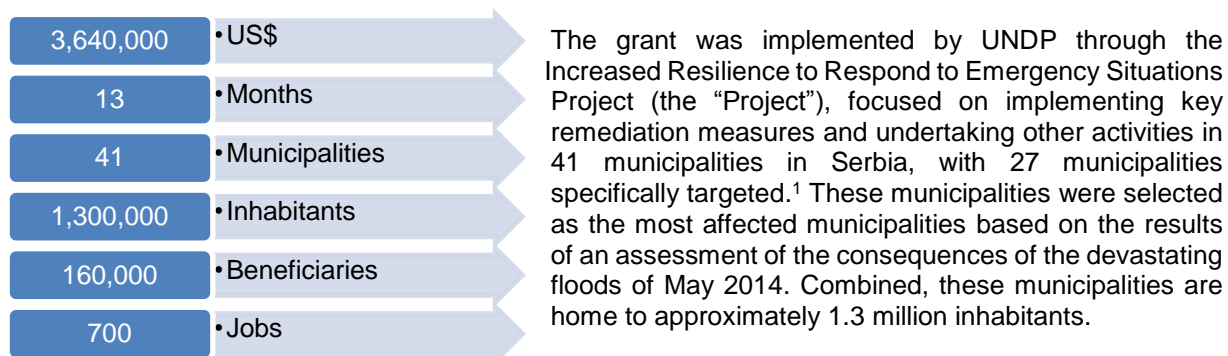 3,640,000
•US$
13
•Months
41
•Municipalities
1,300,000
•Inhabitants
160,000
•Beneficiaries
700
•Jobs
The grant was implemented by UNDP through the
Increased Resilience to Respond to Emergency Situations
Project (the “Project”), focused on implementing key
remediation measures and undertaking other activities in
41 municipalities in Serbia, with 27 municipalities
specifically targeted.¹ These municipalities were selected
as the most affected municipalities based on the results
of an assessment of the consequences of the devastating
floods of May 2014. Combined, these municipalities are
home to approximately 1.3 million inhabitants.